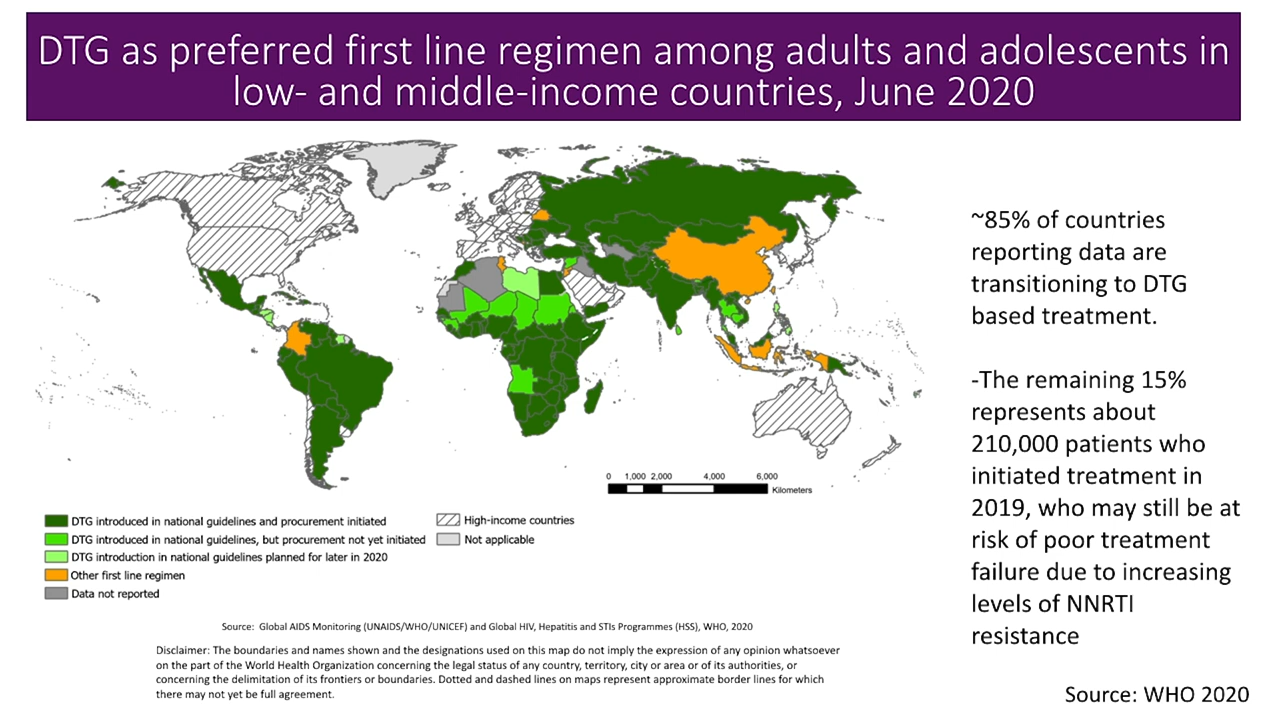 DTG as preferred first line regimen among adults and adolescents in
low- and middle-income countries, June 2020
~85% of countries
reporting data are
transitioning to DTG
based treatment.
-The remaining 15%
represents about
210,000 patients who
initiated treatment in
2019, who may still be at
risk of poor treatment
failure due to increasing
levels of NNRTI
resistance
0 1,000 2,000 4,000 6,000
Kilometers
DTG introduced in national guidelines and procurement initiated
DTG introduced in national guidelines, but procurement not yet initiated
DTG introduction in national guidelines planned for later in 2020
Other first line regimen
Data not reported
High-income countries
Not applicable
Source: Global AIDS Monitoring (UNAIDS/WHO/UNICEF) and Global HIV, Hepatitis and STIs Programmes (HSS), WHO, 2020
Disclaimer: The boundaries and names shown and the designations used on this map do not imply the expression of any opinion whatsoever
on the part of the World Health Organization concerning the legal status of any country, territory, city or area or of its authorities, or
concerning the delimitation of its frontiers or boundaries. Dotted and dashed lines on maps represent approximate border lines for which
there may not yet be full agreement.
Source: WHO 2020